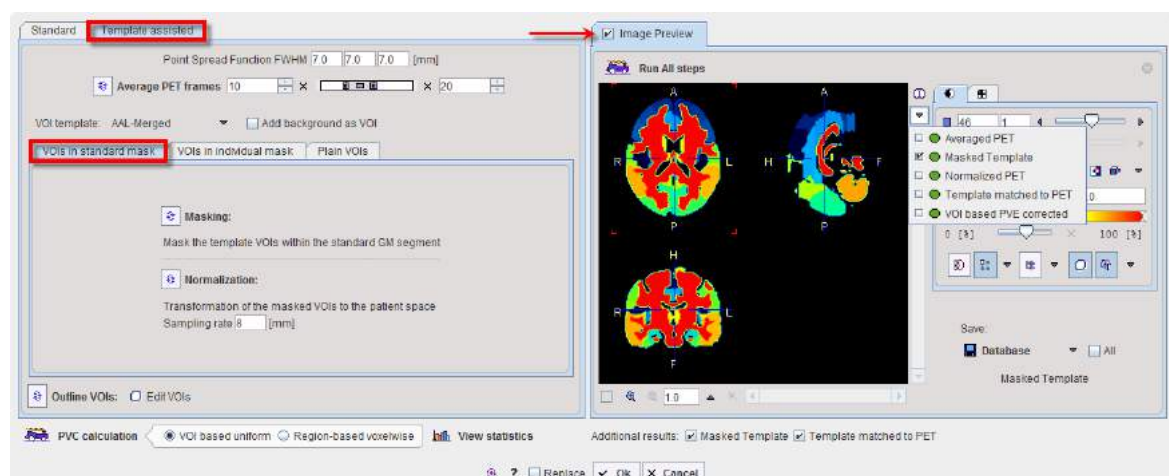 Standard Template assisted
Point Spread Function FWHM 7.0 7.0 7.0 [mm]
Average PET frames 10 X X 20
VOI template: AAL-Merged Add background as VOI
VOIs in standard mask VOIs in individual mask Plain VOIs
Masking:
Mask the template VOIs within the standard GM segment
Normalization:
Transformation of the masked VOIs to the patient space
Sampling rate 8 [mm]
Outline VOIs: Edit VOIs
PVC calculation VOI based uniform Region-based voxelwise View statistics
Image Preview
Run All steps
A A
R L H F
P P
H
R L
F
1.0
46 1
Averaged PET
Masked Template
Normalized PET
Template matched to PET
VOI based PVE corrected
0 [%] 100 [%]
Save:
Database All
Masked Template
Additional results: Masked Template Template matched to PET
? Replace Ok Cancel